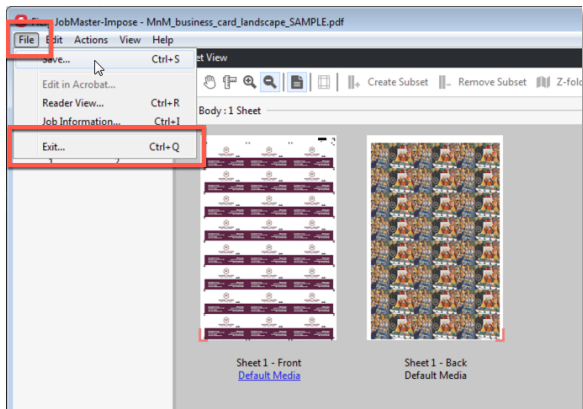 JobMaster-Impose - MnM_business_card_landscape_SAMPLE.pdf
File Edit Actions View Help
Save... Ctrl+S
Edit in Acrobat...
Reader View... Ctrl+R
Job Information... Ctrl+I
Exit... Ctrl+Q
View
Create Subset Remove Subset Z-fold
Body : 1 Sheet
Sheet 1 - Front
Default Media
Sheet 1 - Back
Default Media